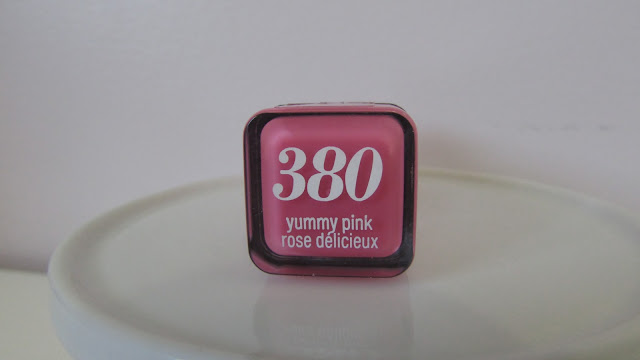 380
yummy pink
rose délicieux